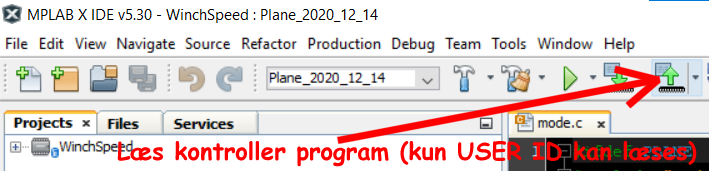 MPLAB X IDE v5.30 - WinchSpeed : Plane_2020_12_14
File Edit View Navigate Source Refactor Production Debug Team Tools Window Help
Plane_2020_12_14
Projects x Files Services mode.c x
WinchSpeed
Læs kontroller program (kun USER ID kan læses)
1